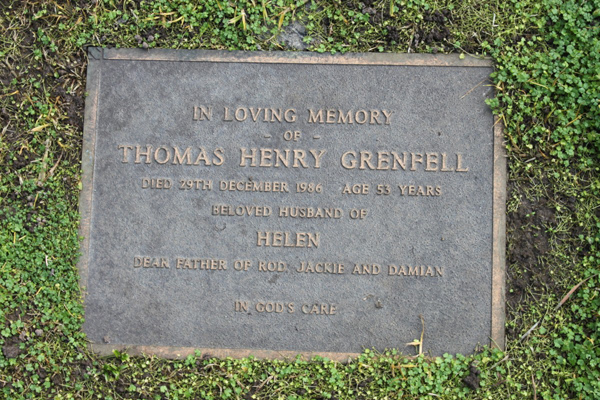 IN LOVING MEMORY
- OF -
THOMAS HENRY GRENFELL
DIED 29TH DECEMBER 1986 AGE 53 YEARS
BELOVED HUSBAND OF
HELEN
DEAR FATHER OF ROD, JACKIE AND DAMIAN
IN GOD'S CARE